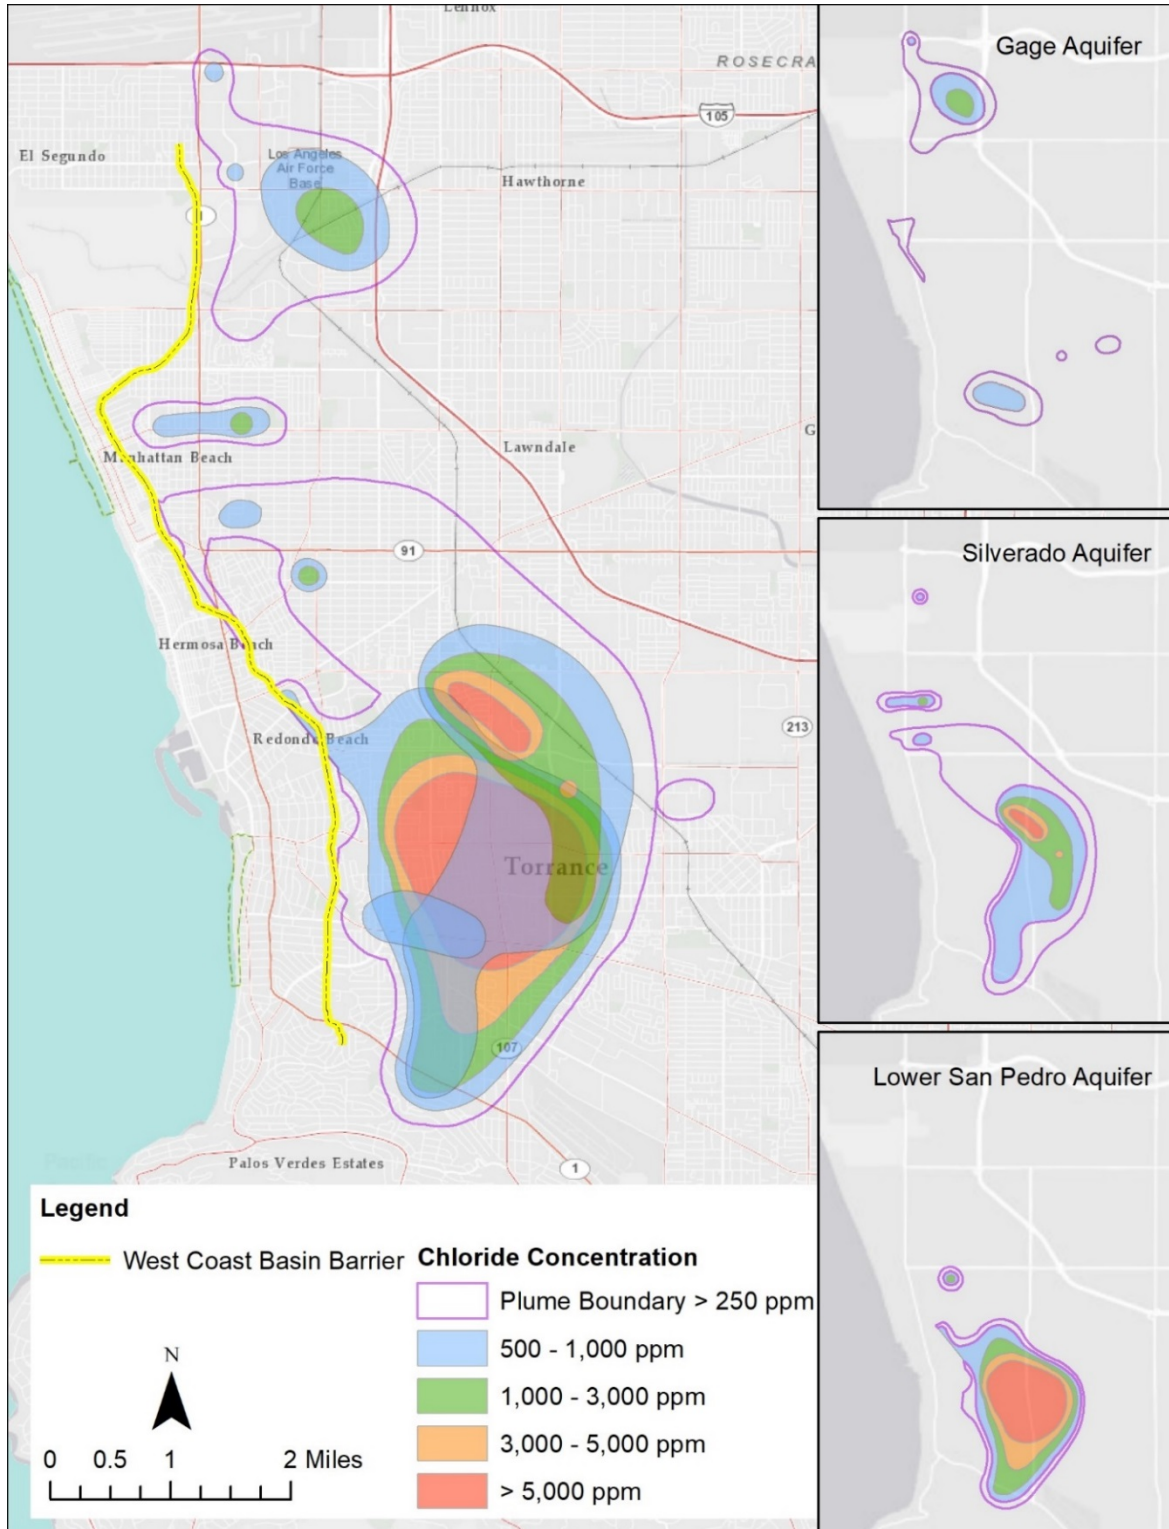 Lennox
ROSECRA
105
El Segundo
Los Angeles
Air Force
Base
Hawthorne
Manhattan Beach
Lawndale
G
91
Hermosa Beach
213
Redondo Beach
Torrance
107
Palos Verdes Estates
1
Gage Aquifer
Silverado Aquifer
Lower San Pedro Aquifer
Legend
West Coast Basin Barrier
Chloride Concentration
Plume Boundary > 250 ppm
500 - 1,000 ppm
1,000 - 3,000 ppm
3,000 - 5,000 ppm
> 5,000 ppm
N
0 0.5 1 2 Miles